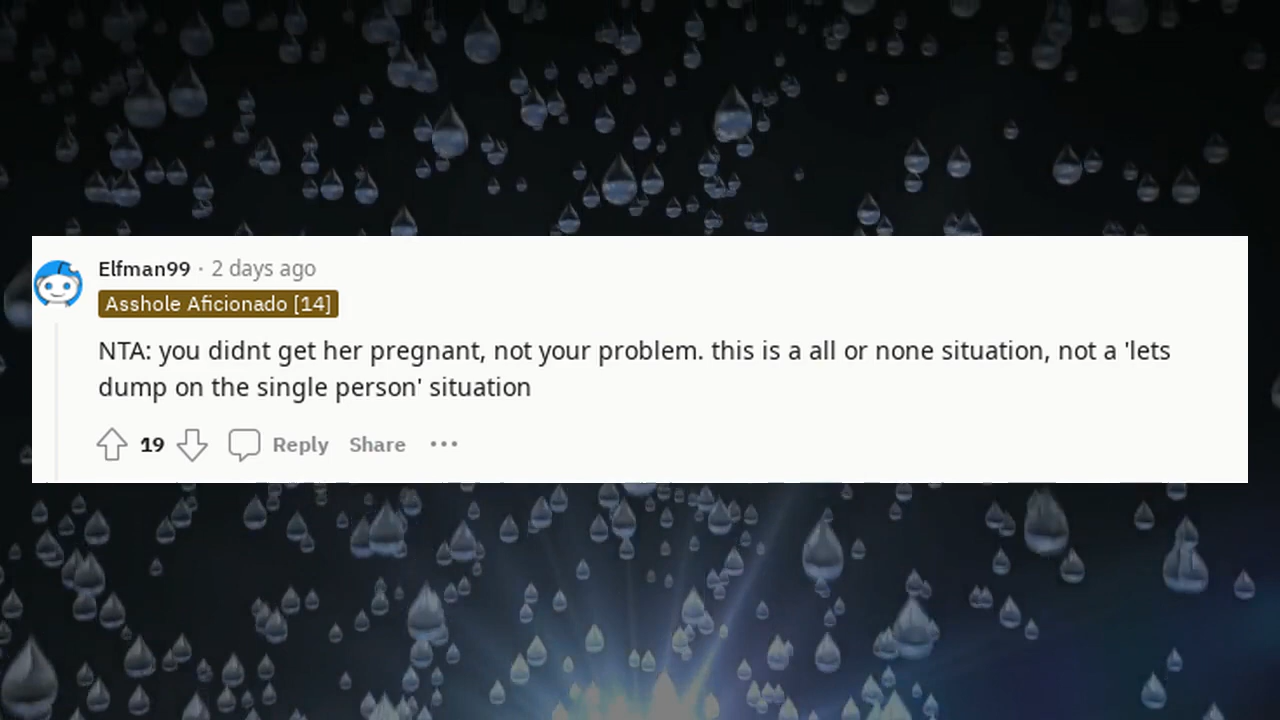 Elfman99 · 2 days ago
Asshole Aficionado [14]
NTA: you didnt get her pregnant, not your problem. this is a all or none situation, not a 'lets
dump on the single person' situation
19 Reply Share ···